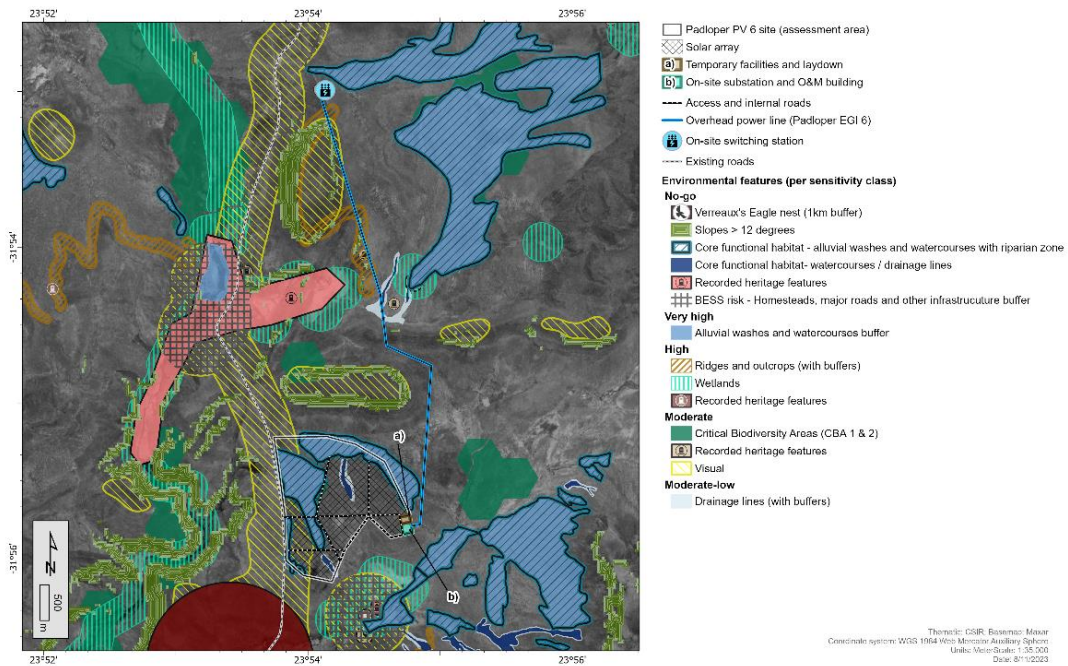 23°52'
23°54'
23°56'
-31°54'
-31°56'
a)
b)
500
m
N
23°52'
23°54'
23°56'
Padloper PV 6 site (assessment area)
Solar array
a) Temporary facilities and laydown
b) On-site substation and O&M building
Access and internal roads
Overhead power line (Padloper EGI 6)
On-site switching station
Existing roads
Environmental features (per sensitivity class)
No-go
Verreaux's Eagle nest (1km buffer)
Slopes > 12 degrees
Core functional habitat - alluvial washes and watercourses with riparian zone
Core functional habitat- watercourses / drainage lines
Recorded heritage features
BESS risk - Homesteads, major roads and other infrastrucuture buffer
Very high
Alluvial washes and watercourses buffer
High
Ridges and outcrops (with buffers)
Wetlands
Recorded heritage features
Moderate
Critical Biodiversity Areas (CBA 1 & 2)
Recorded heritage features
Visual
Moderate-low
Drainage lines (with buffers)
Thematic: CSIR, Basemap: Maxar
Coordinate system: WGS 1984 Web Mercator Auxiliary Sphere
Units: MeterScale: 1:35,000
Date: 8/11/2023